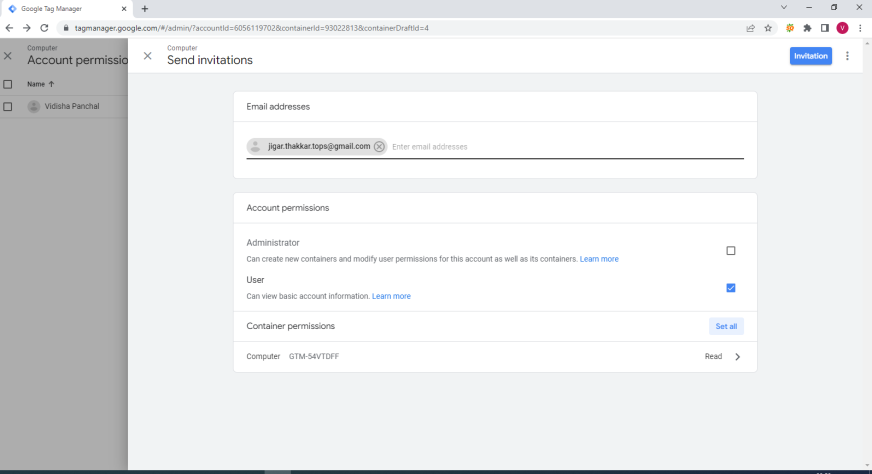 Google Tag Manager
tagmanager.google.com/#/admin/?accountId=6056119702&containerId=93022813&containerDraftId=4
V
Computer
Account permissio
Name ↑
Vidisha Panchal
Computer
Send invitations
Invitation
Email addresses
jigar.thakkar.tops@gmail.com Enter email addresses
Account permissions
Administrator
Can create new containers and modify user permissions for this account as well as its containers. Learn more
User
Can view basic account information. Learn more
Container permissions Set all
Computer GTM-54VTDFF Read